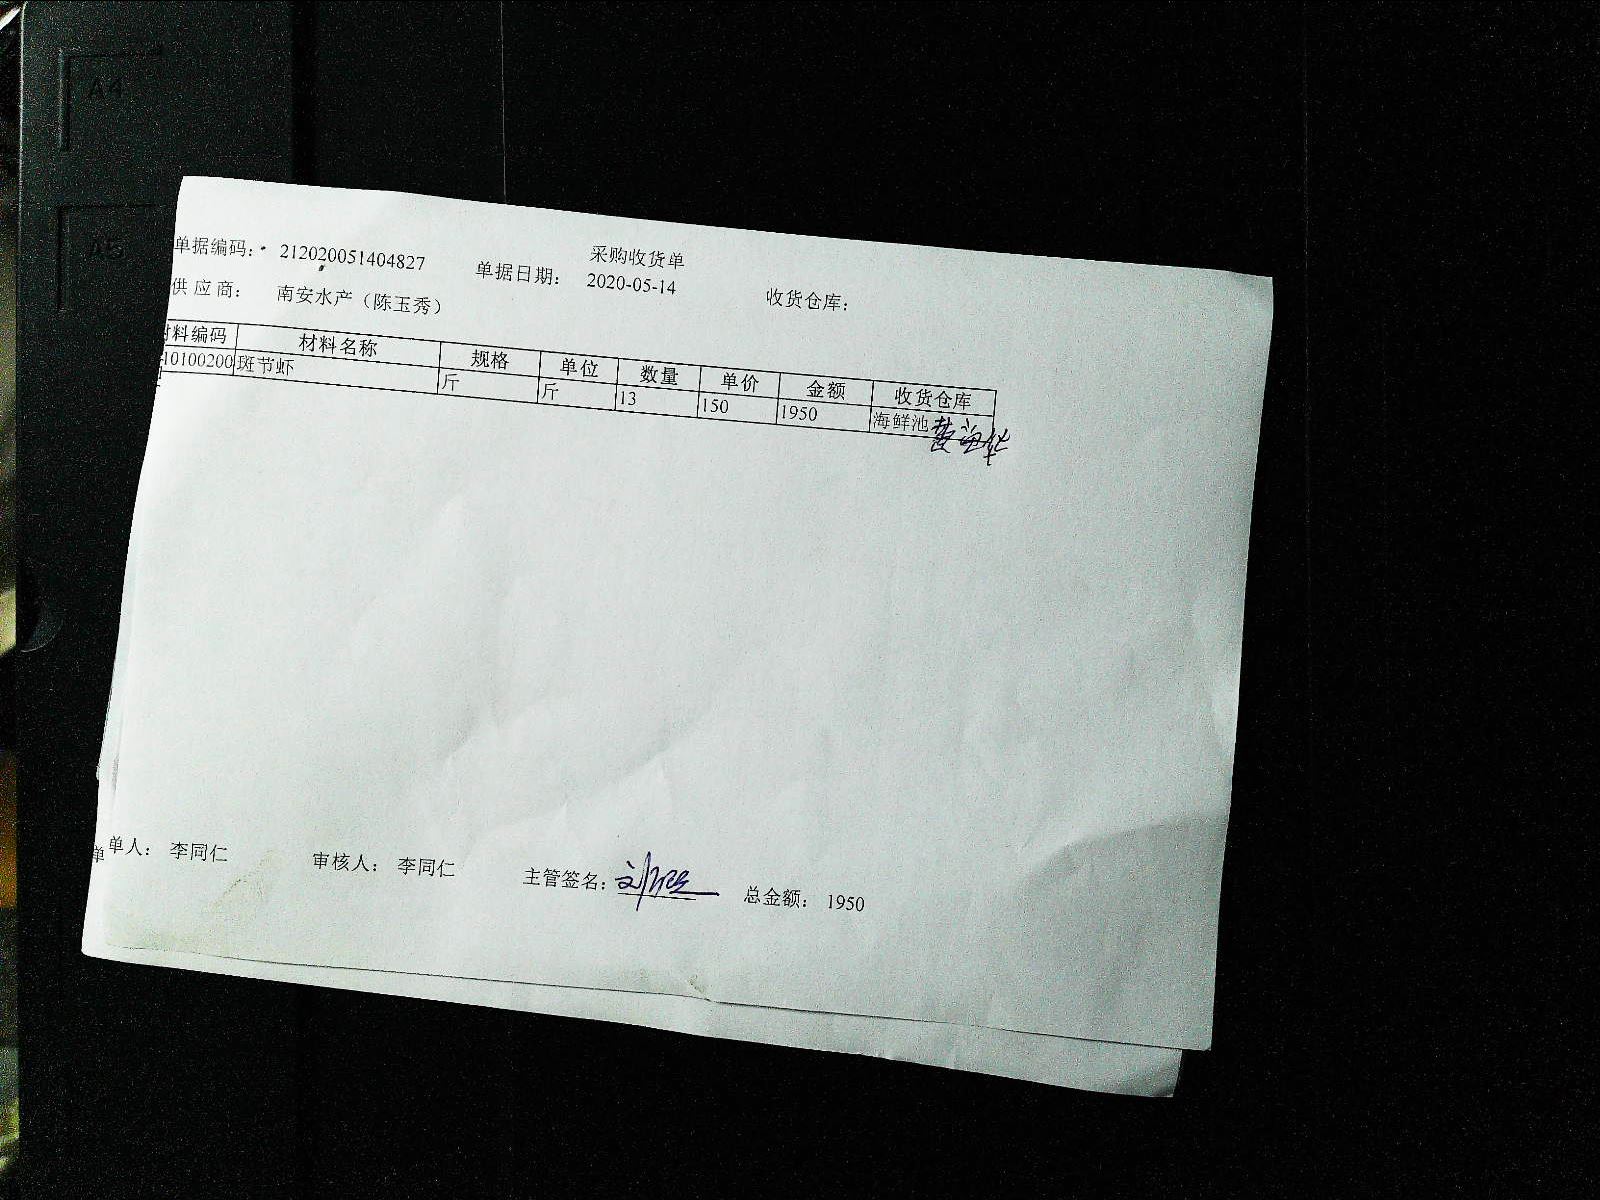 A4
A5
采购收货单
单据编码： 212020051404827 单据日期： 2020-05-14 收货仓库：
供应商： 南安水产（陈玉秀）
材料编码 材料名称 规格 单位 数量 单价 金额 收货仓库
10100200 斑节虾 斤 斤 13 150 1950 海鲜池
单人： 李同仁 审核人： 李同仁 主管签名： 总金额： 1950
单